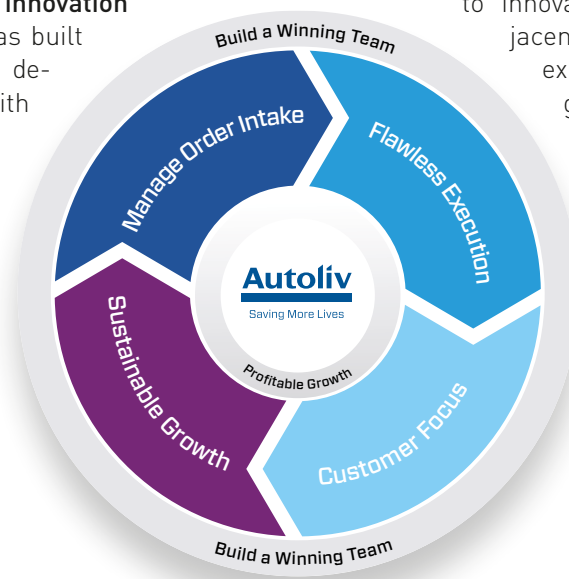 innovation
as built
de-
ith
to innova
jacen
ex
g
Build a Winning Team
Manage Order Intake
Flawless Execution
Autoliv
Saving More Lives
Profitable Growth
Sustainable Growth
Customer Focus
Build a Winning Team